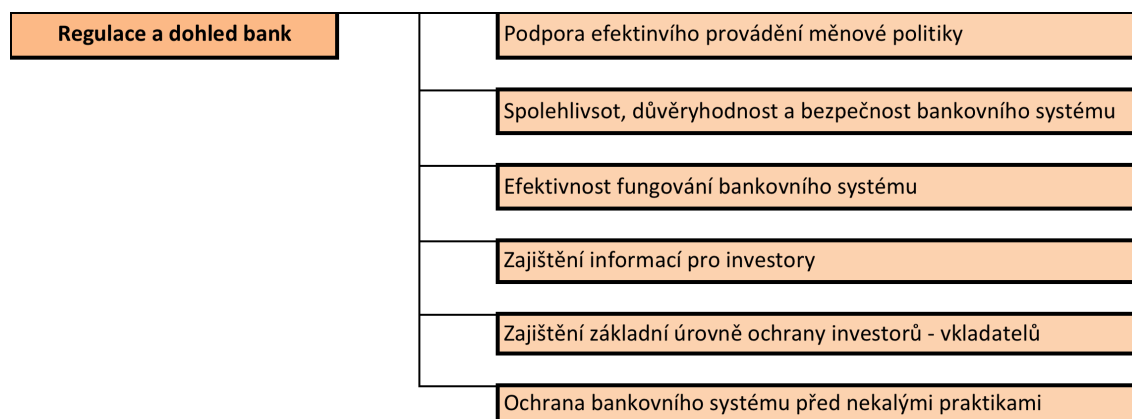 Regulace a dohled bank
Podpora efektinvího provádění měnové politiky
Spolehlivsot, důvěryhodnost a bezpečnost bankovního systému
Efektivnost fungování bankovního systému
Zajištění informací pro investory
Zajištění základní úrovně ochrany investorů - vkladatelů
Ochrana bankovního systému před nekalými praktikami